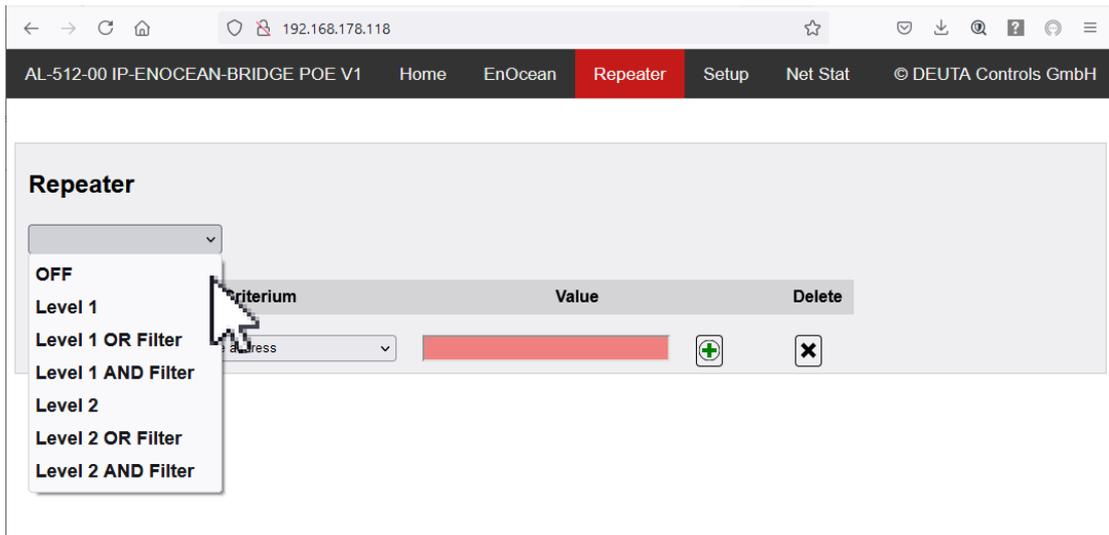 192.168.178.118
AL-512-00 IP-ENOCEAN-BRIDGE POE V1 Home EnOcean Repeater Setup Net Stat © DEUTA Controls GmbH
Repeater
OFF
Level 1
Level 1 OR Filter
Level 1 AND Filter
Level 2
Level 2 OR Filter
Level 2 AND Filter
Criterium Value Delete